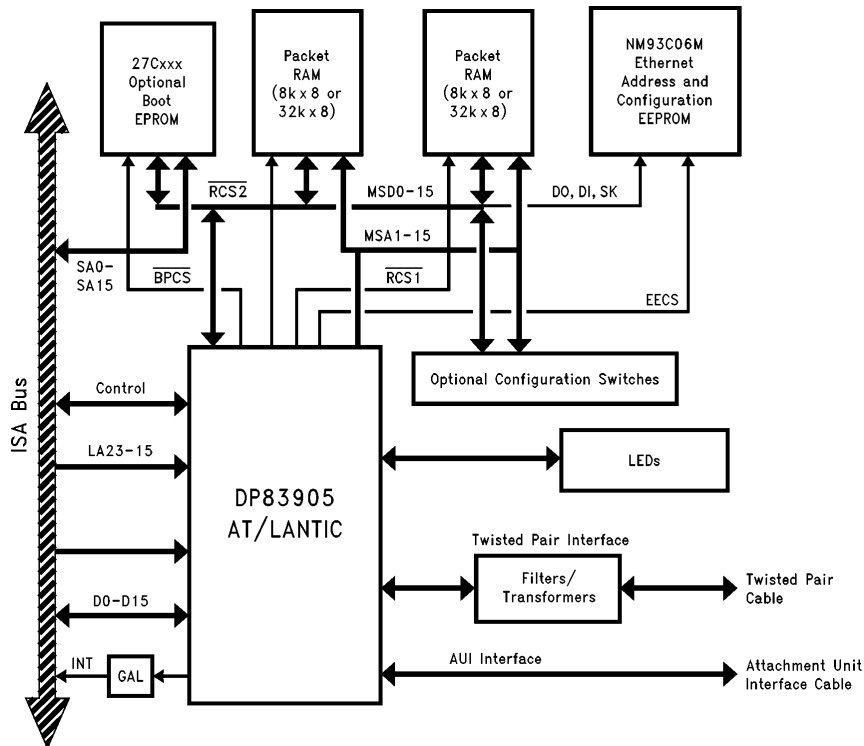 27Cxxx
Optional
Boot
EPROM
Packet
RAM
(8k x 8 or
32k x 8)
Packet
RAM
(8k x 8 or
32k x 8)
NM93C06M
Ethernet
Address and
Configuration
EEPROM
RCS2
MSD0-15
DO, DI, SK
MSA1-15
SA0-
SA15
BPCS
RCS1
EECS
Optional Configuration Switches
ISA Bus
Control
LA23-15
LEDs
DP83905
AT/LANTIC
Twisted Pair Interface
Filters/
Transformers
Twisted Pair
Cable
D0-D15
INT
GAL
AUI Interface
Attachment Unit
Interface Cable